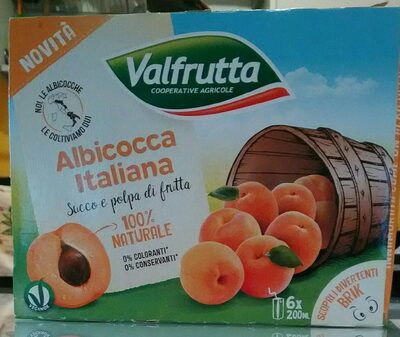 NOVITÀ
Valfrutta
COOPERATIVE AGRICOLE
NOI, LE ALBICOCCHE
LE COLTIVIAMO QUI
Albicocca
Italiana
Succo e polpa di frutta
100%
NATURALE
0% COLORANTI*
0% CONSERVANTI*
VEGANOK
6x
200ML
SCOPRI I DIVERTENTI
BRIK